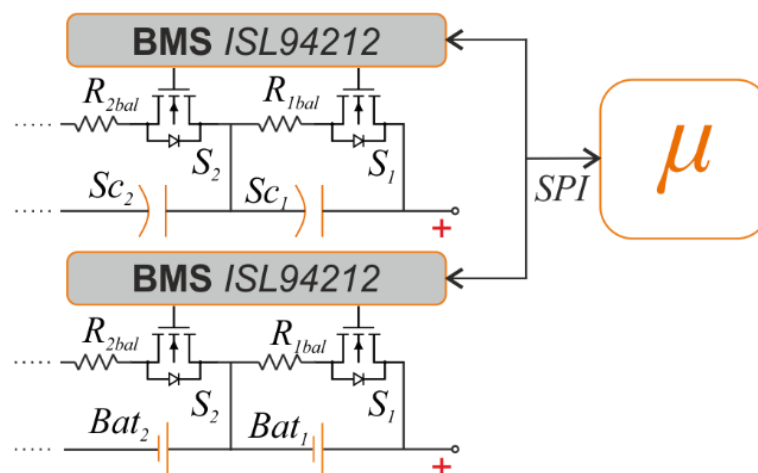 BMS ISL94212
R2bal R1bal
S2 S1
Sc2 Sc1
+
SPI
μ
BMS ISL94212
R2bal R1bal
S2 S1
Bat2 Bat1
+